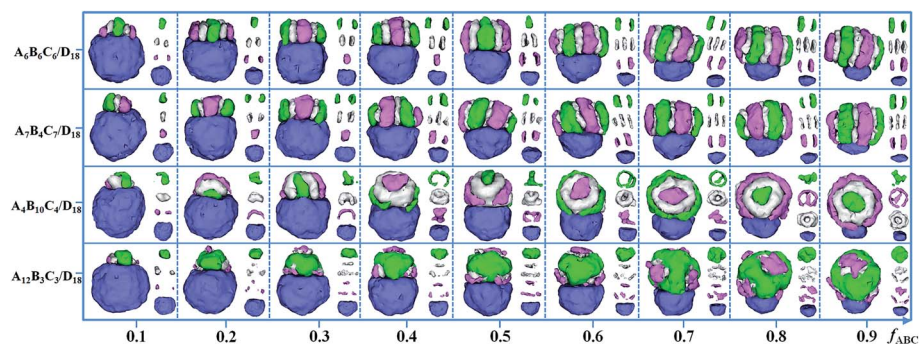 A₆B₆C₆/D₁₈
A₇B₄C₇/D₁₈
A₄B₁₀C₄/D₁₈
A₁₂B₃C₃/D₁₈
0.1 0.2 0.3 0.4 0.5 0.6 0.7 0.8 0.9 f_ABC